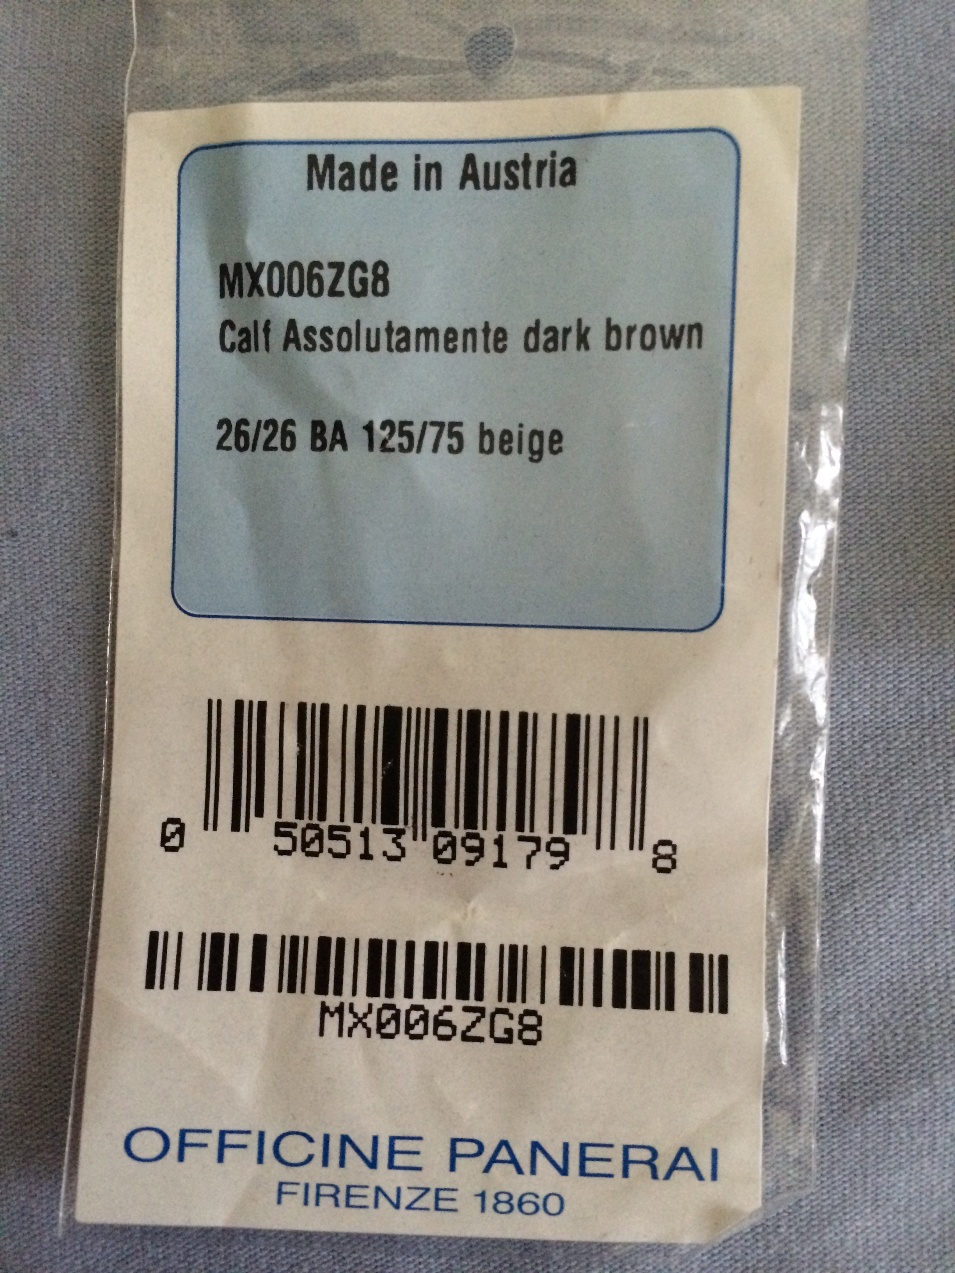 Made in Austria
MX006ZG8
Calf Assolutamente dark brown
26/26 BA 125/75 beige
0 50513 09179 8
MX006ZG8
OFFICINE PANERAI
FIRENZE 1860